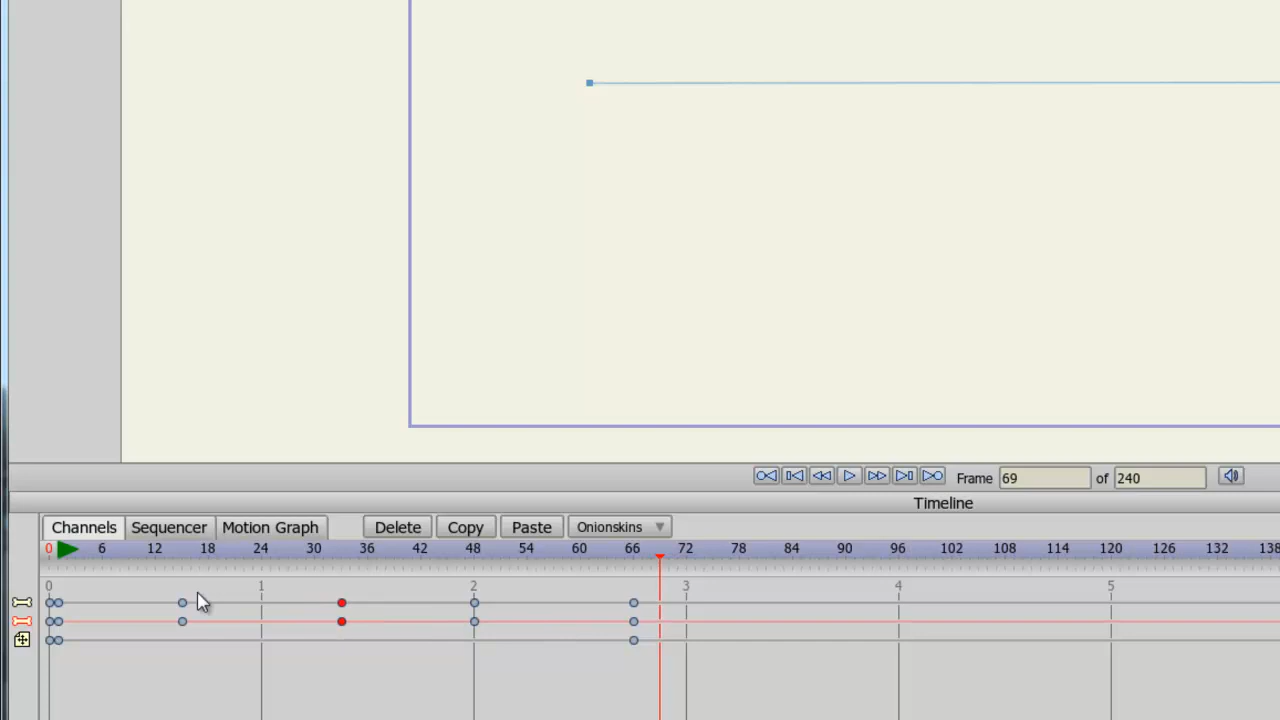 Frame 69 of 240
Timeline
Channels Sequencer Motion Graph Delete Copy Paste Onionskins
0 6 12 18 24 30 36 42 48 54 60 66 72 78 84 90 96 102 108 114 120 126 132 138
0 1 2 3 4 5